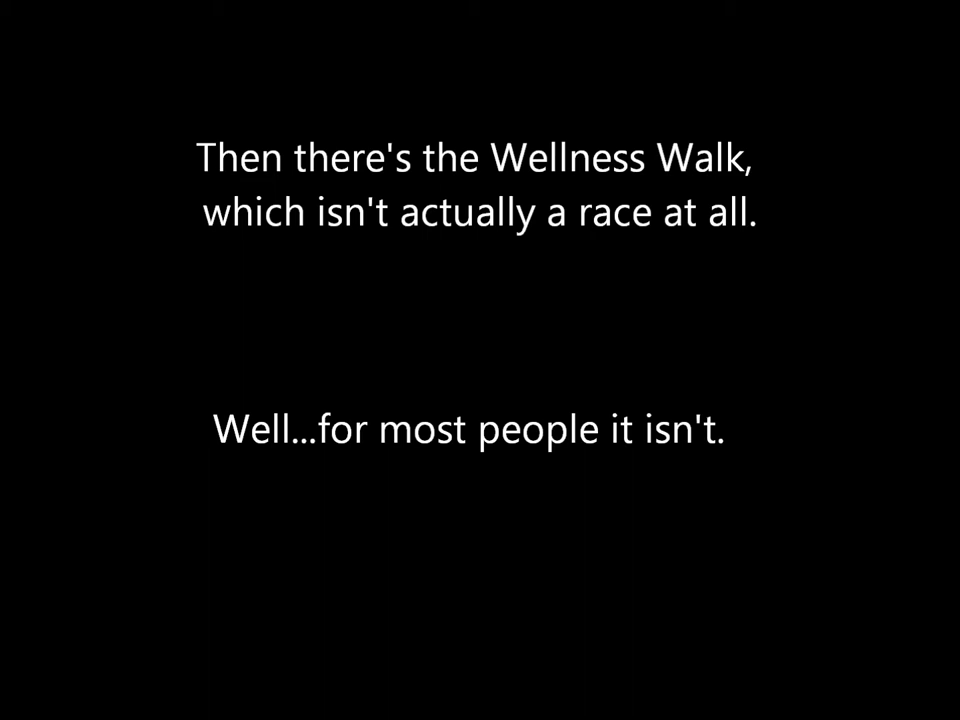 Then there's the Wellness Walk,
which isn't actually a race at all.
Well...for most people it isn't.